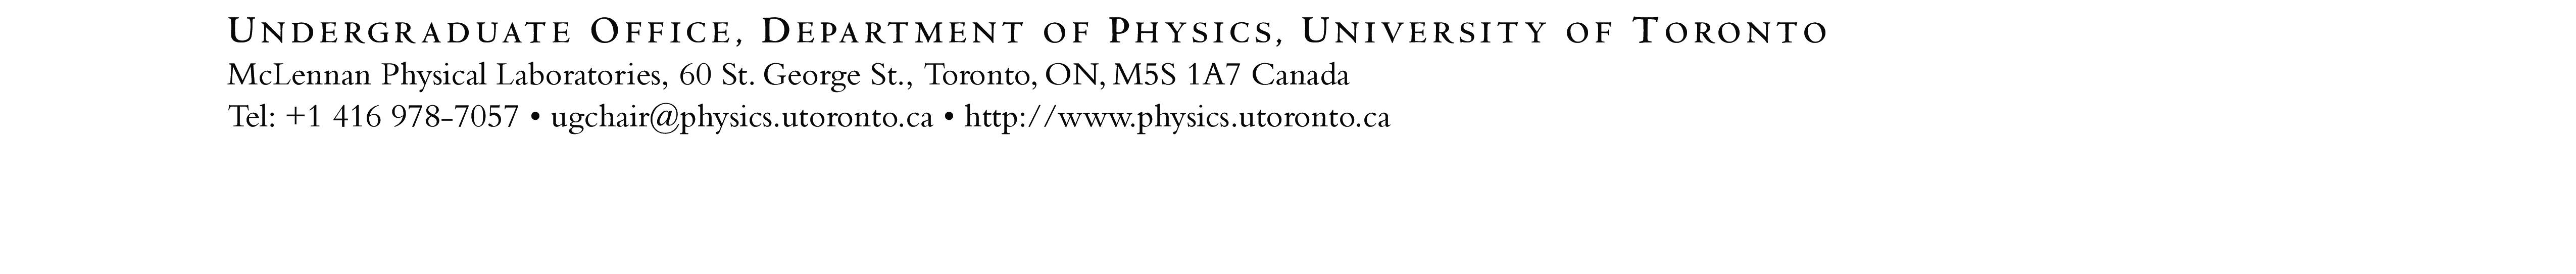 Undergraduate Office, Department of Physics, University of Toronto
McLennan Physical Laboratories, 60 St. George St., Toronto, ON, M5S 1A7 Canada
Tel: +1 416 978-7057 • ugchair@physics.utoronto.ca • http://www.physics.utoronto.ca